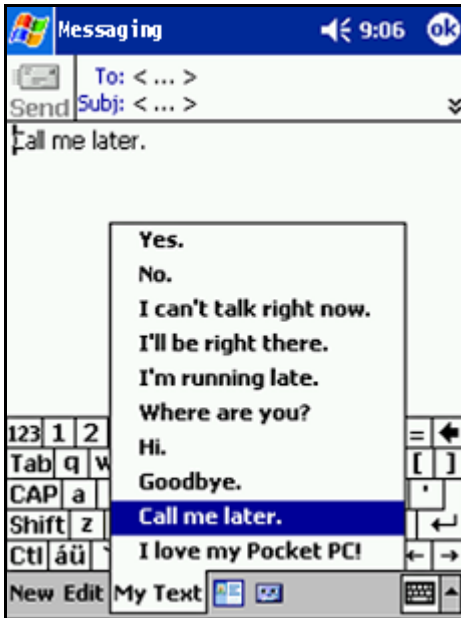 Messaging 9:06 ok
To: < ... >
Send Subj: < ... >
Call me later.
Yes.
No.
I can't talk right now.
I'll be right there.
I'm running late.
Where are you?
Hi.
Goodbye.
Call me later.
I love my Pocket PC!
123 1 2 =
Tab q w [ ]
CAP a '
Shift z
Ctl áü `
New Edit My Text